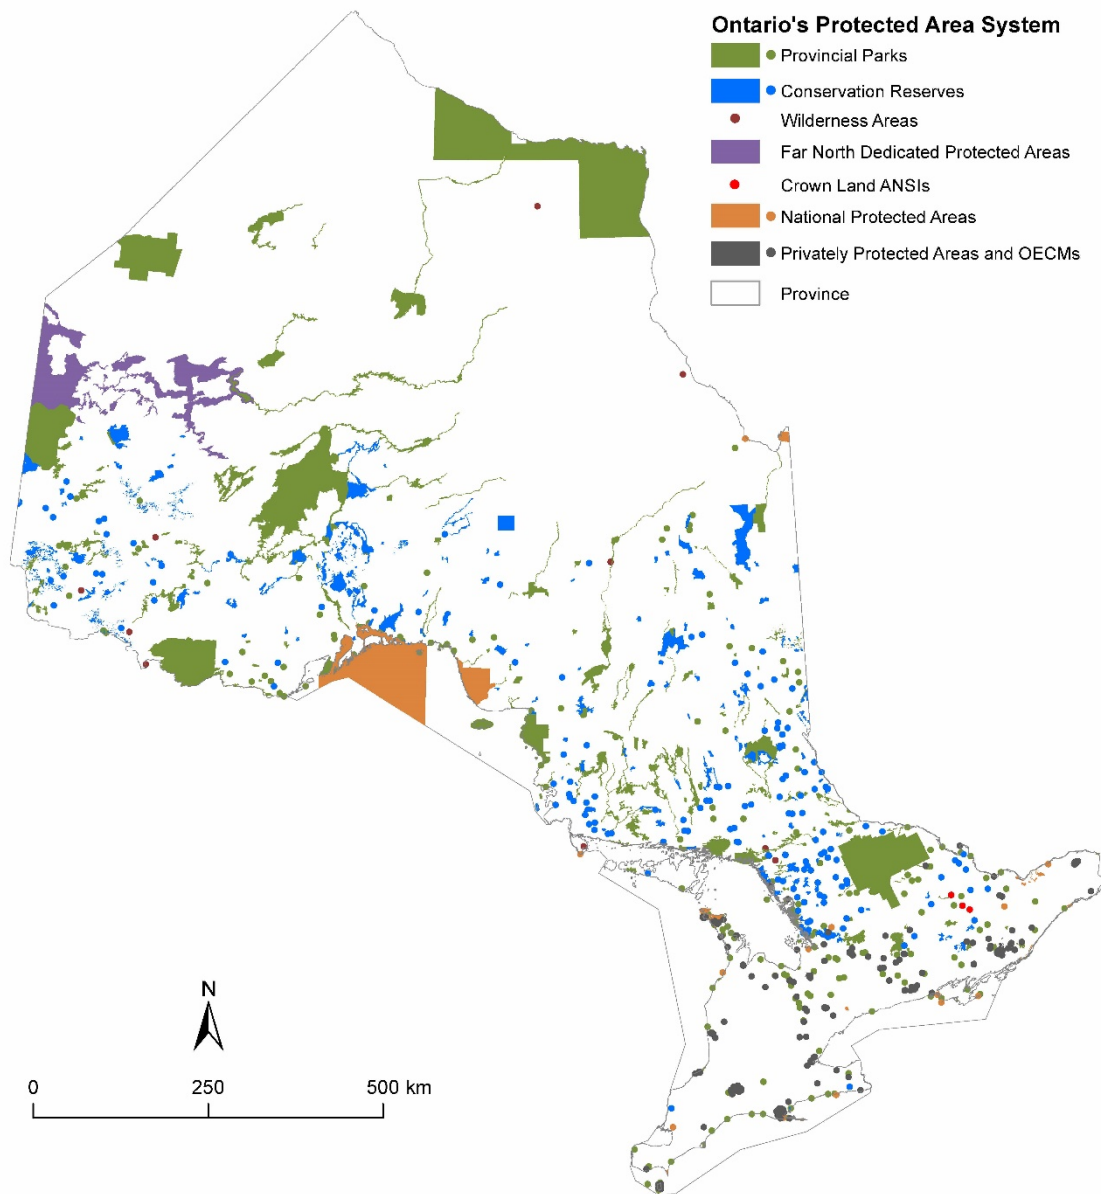 Ontario's Protected Area System
Provincial Parks
Conservation Reserves
Wilderness Areas
Far North Dedicated Protected Areas
Crown Land ANSIs
National Protected Areas
Privately Protected Areas and OECMs
Province
N
0 250 500 km